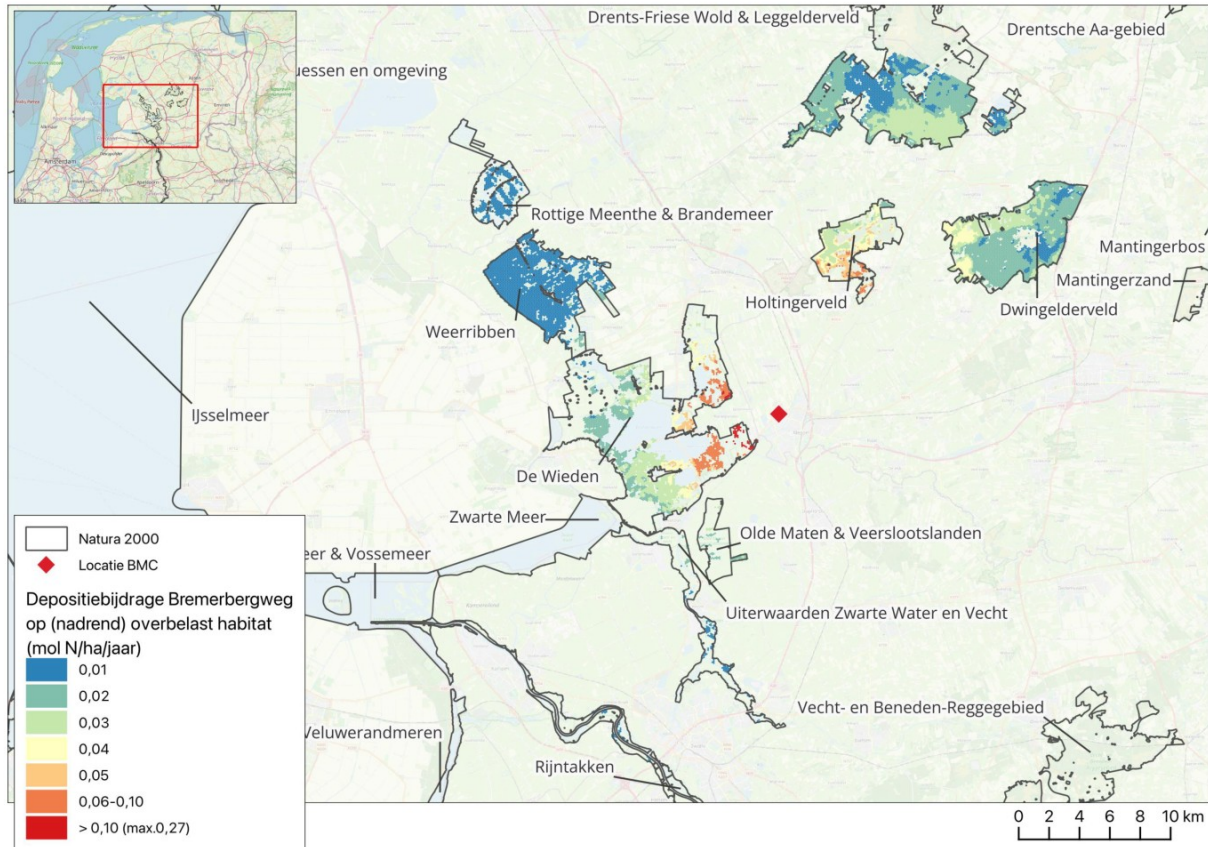 Drents-Friese Wold & Leggelderveld
Drentsche Aa-gebied
uessen en omgeving
Amsterdam
Rottige Meenthe & Brandemeer
Mantingerbos
Mantingerzand
Holtingerveld
Dwingelderveld
Weerribben
IJsselmeer
De Wieden
Zwarte Meer
Olde Maten & Veerslootslanden
eer & Vossemeer
Uiterwaarden Zwarte Water en Vecht
Vecht- en Beneden-Reggegebied
Veluwerandmeren
Rijntakken
Natura 2000
Locatie BMC
Depositiebijdrage Bremerbergweg
op (nadrend) overbelast habitat
(mol N/ha/jaar)
0,01
0,02
0,03
0,04
0,05
0,06-0,10
> 0,10 (max.0,27)
0 2 4 6 8 10 km